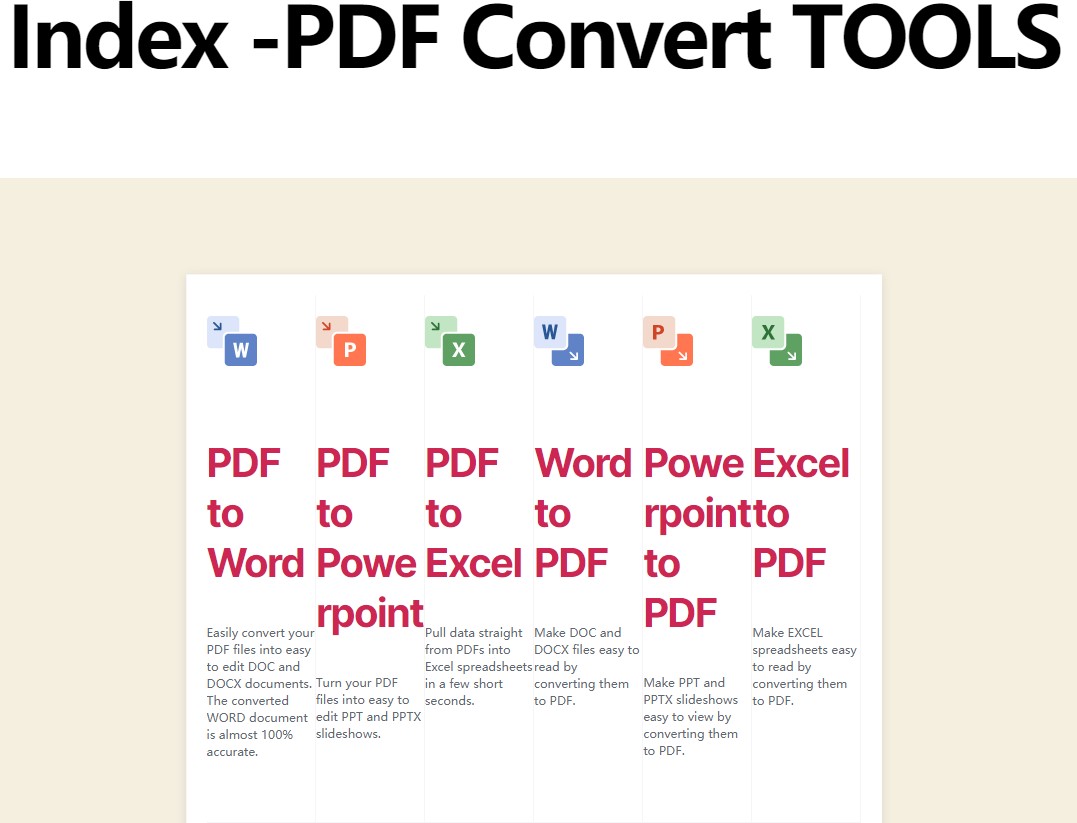 Index -PDF Convert TOOLS
W
P
X
W
P
X
PDF
to
Word
Easily convert your
PDF files into easy
to edit DOC and
DOCX documents.
The converted
WORD document
is almost 100%
accurate.
PDF
to
Powe
rpoint
Turn your PDF
files into easy to
edit PPT and PPTX
slideshows.
PDF
to
Excel
Pull data straight
from PDFs into
Excel spreadsheets
in a few short
seconds.
Word
to
PDF
Make DOC and
DOCX files easy to
read by
converting them
to PDF.
Powe
rpoint
to
PDF
Make PPT and
PPTX slideshows
easy to view by
converting them
to PDF.
Excel
to
PDF
Make EXCEL
spreadsheets easy
to read by
converting them
to PDF.